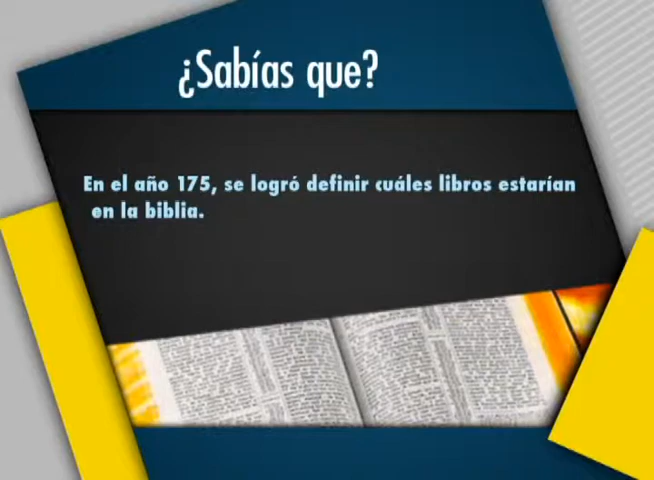 ¿Sabías que?
En el año 175, se logró definir cuáles libros estarían
en la biblia.